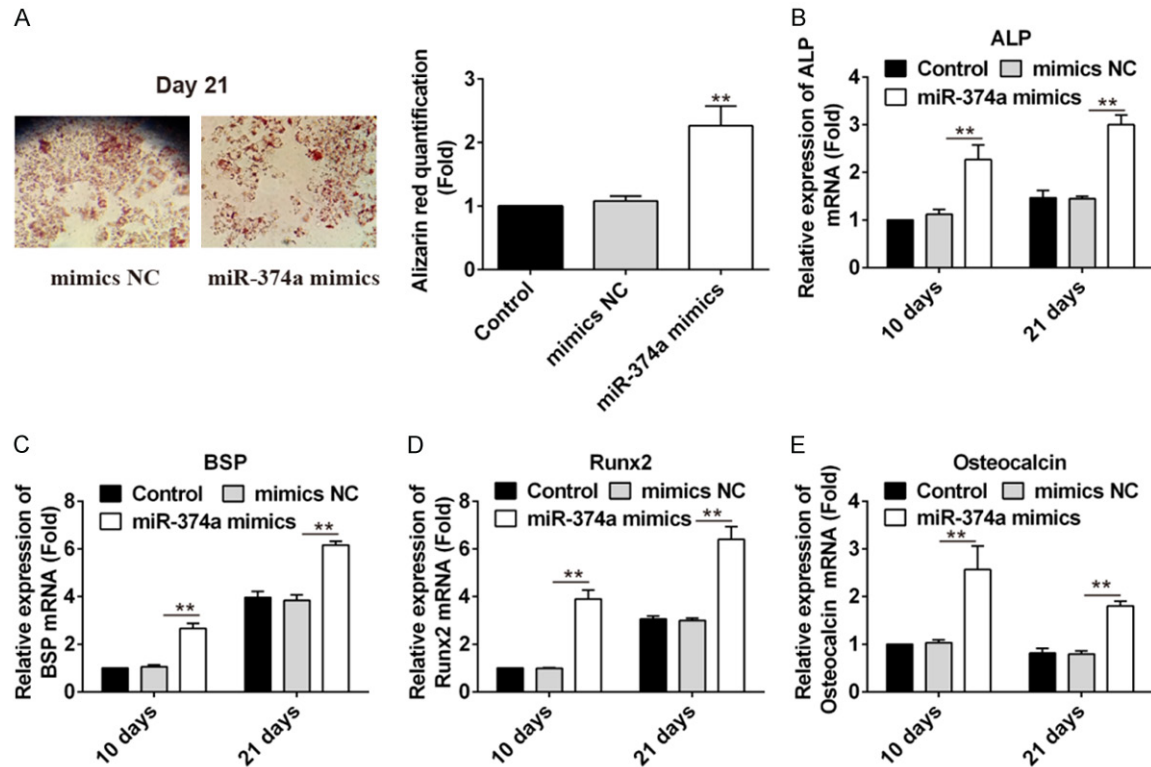 A
Day 21
mimics NC
miR-374a mimics
Alizarin red quantification
(Fold)
3
2
1
0
**
Control
mimics NC
miR-374a mimics
B
ALP
Control
mimics NC
miR-374a mimics
Relative expression of ALP
mRNA (Fold)
4
3
2
1
0
**
**
10 days
21 days
C
BSP
Control
mimics NC
miR-374a mimics
Relative expression of
BSP mRNA (Fold)
8
6
4
2
0
**
**
10 days
21 days
D
Runx2
Control
mimics NC
miR-374a mimics
Relative expression of
Runx2 mRNA (Fold)
8
6
4
2
0
**
**
10 days
21 days
E
Osteocalcin
Control
mimics NC
miR-374a mimics
Relative expression of
Osteocalcin mRNA (Fold)
4
3
2
1
0
**
**
10 days
21 days